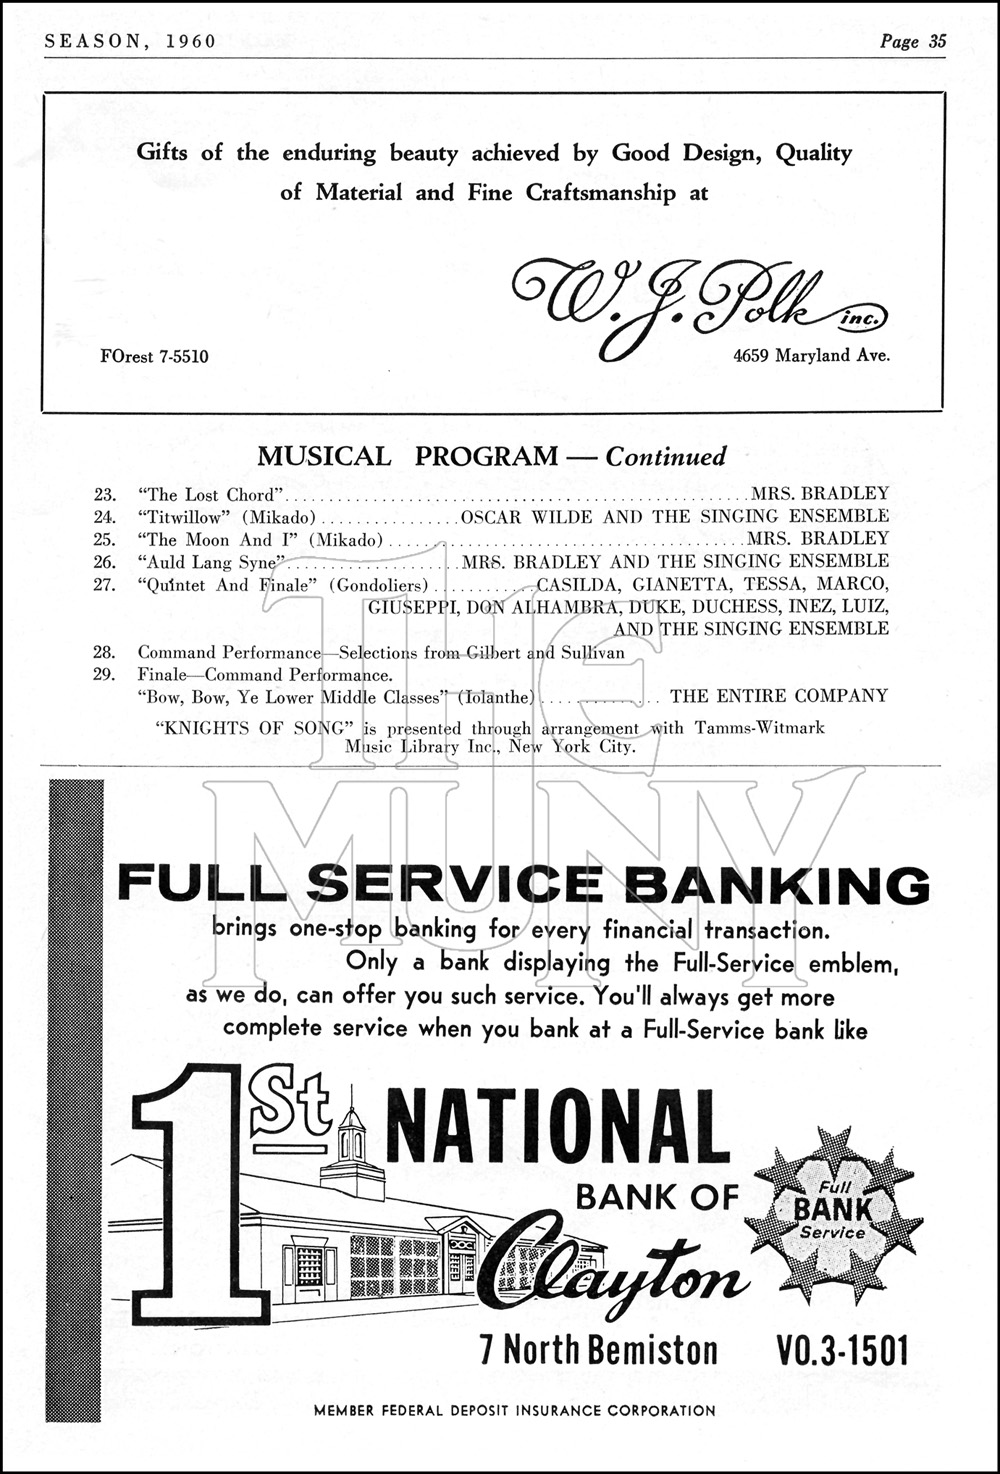 SEASON, 1960 Page 35
Gifts of the enduring beauty achieved by Good Design, Quality
of Material and Fine Craftsmanship at
W. J. Polk inc.
FOrest 7-5510 4659 Maryland Ave.
MUSICAL PROGRAM — Continued
23. “The Lost Chord”. . . . . . . . . . MRS. BRADLEY
24. “Titwillow” (Mikado) . . . . . . . . . . OSCAR WILDE AND THE SINGING ENSEMBLE
25. “The Moon And I” (Mikado) . . . . . . . . . . MRS. BRADLEY
26. “Auld Lang Syne” . . . . . . . . . . MRS. BRADLEY AND THE SINGING ENSEMBLE
27. “Quintet And Finale” (Gondoliers) . . . . . . . . . . CASILDA, GIANETTA, TESSA, MARCO,
GIUSEPPI, DON ALHAMBRA, DUKE, DUCHESS, INEZ, LUIZ,
AND THE SINGING ENSEMBLE
28. Command Performance—Selections from Gilbert and Sullivan
29. Finale—Command Performance.
“Bow, Bow, Ye Lower Middle Classes” (Iolanthe) . . . . . . . . . . THE ENTIRE COMPANY
“KNIGHTS OF SONG” is presented through arrangement with Tamms-Witmark
Music Library Inc., New York City.
THE
MUNY
FULL SERVICE BANKING
brings one-stop banking for every financial transaction.
Only a bank displaying the Full-Service emblem,
as we do, can offer you such service. You'll always get more
complete service when you bank at a Full-Service bank like
1St NATIONAL
BANK OF
Clayton
Full
BANK
Service
7 North Bemiston VO.3-1501
MEMBER FEDERAL DEPOSIT INSURANCE CORPORATION